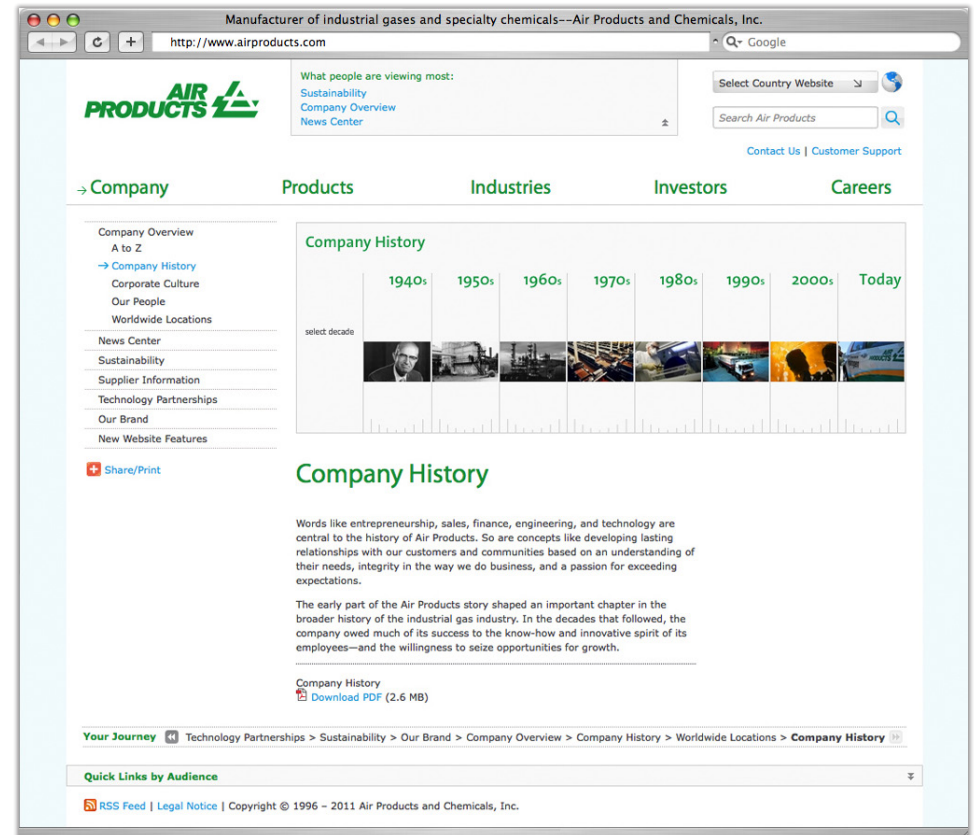 Manufacturer of industrial gases and specialty chemicals--Air Products and Chemicals, Inc.
http://www.airproducts.com
Google
AIR
PRODUCTS
What people are viewing most:
Sustainability
Company Overview
News Center
Select Country Website
Search Air Products
Contact Us | Customer Support
→ Company Products Industries Investors Careers
Company Overview
A to Z
→ Company History
Corporate Culture
Our People
Worldwide Locations
News Center
Sustainability
Supplier Information
Technology Partnerships
Our Brand
New Website Features
Share/Print
Company History
1940s 1950s 1960s 1970s 1980s 1990s 2000s Today
select decade
AIR
PRODUCTS
Company History
Words like entrepreneurship, sales, finance, engineering, and technology are
central to the history of Air Products. So are concepts like developing lasting
relationships with our customers and communities based on an understanding of
their needs, integrity in the way we do business, and a passion for exceeding
expectations.
The early part of the Air Products story shaped an important chapter in the
broader history of the industrial gas industry. In the decades that followed, the
company owed much of its success to the know-how and innovative spirit of its
employees—and the willingness to seize opportunities for growth.
Company History
Download PDF (2.6 MB)
Your Journey Technology Partnerships > Sustainability > Our Brand > Company Overview > Company History > Worldwide Locations > Company History
Quick Links by Audience
RSS Feed | Legal Notice | Copyright © 1996 – 2011 Air Products and Chemicals, Inc.